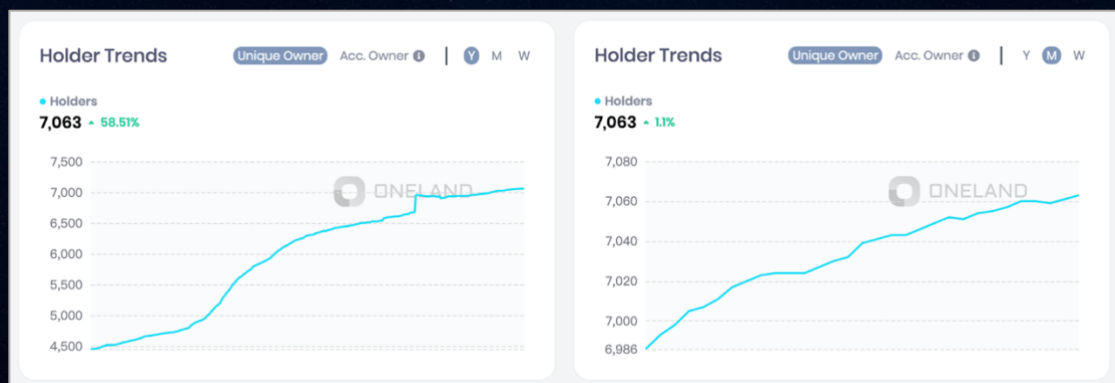 Holder Trends
Unique Owner Acc. Owner i | Y M W
Holders
7,063 58.51%
7,500
7,000
6,500
6,000
5,500
5,000
4,500
ONELAND
Holder Trends
Unique Owner Acc. Owner i | Y M W
Holders
7,063 1.1%
7,080
7,060
7,040
7,020
7,000
6,986
ONELAND